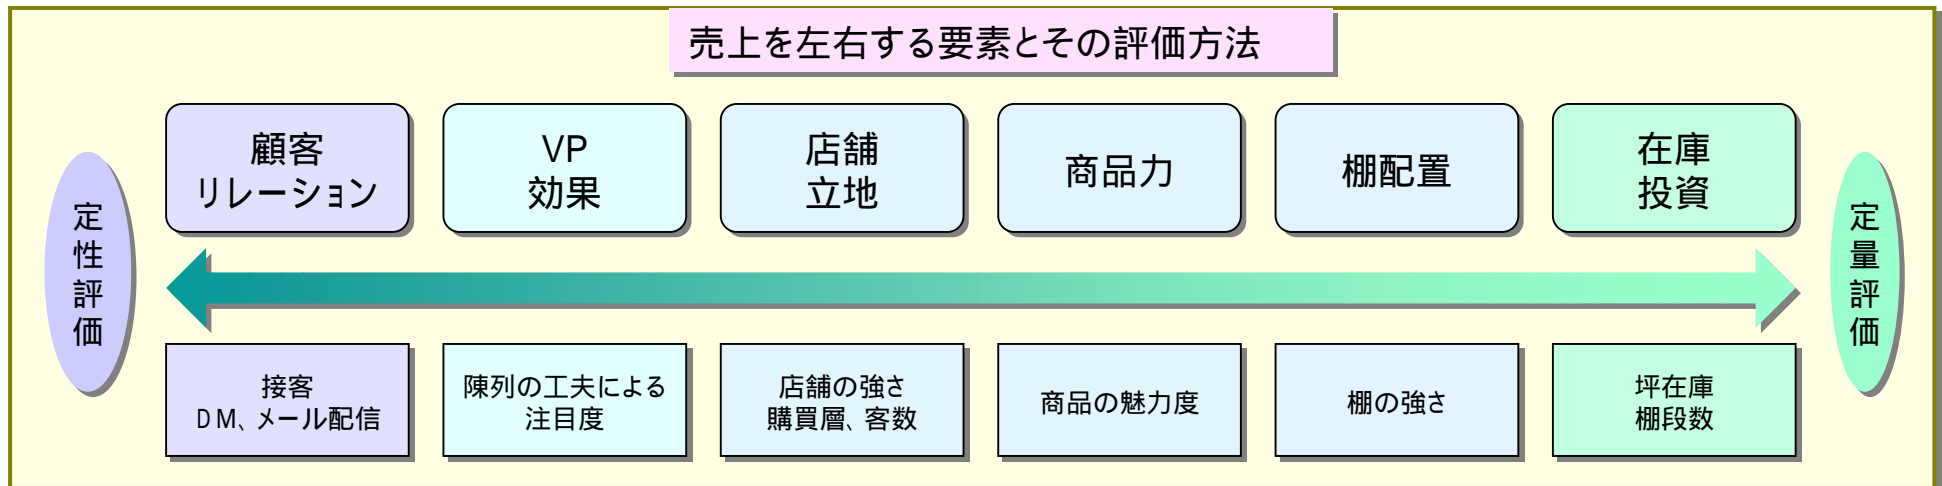 売上を左右する要素とその評価方法
顧客
リレーション
VP
効果
店舗
立地
商品力
棚配置
在庫
投資
定性評価
定量評価
接客
DM、メール配信
陳列の工夫による
注目度
店舗の強さ
購買層、客数
商品の魅力度
棚の強さ
坪在庫
棚段数